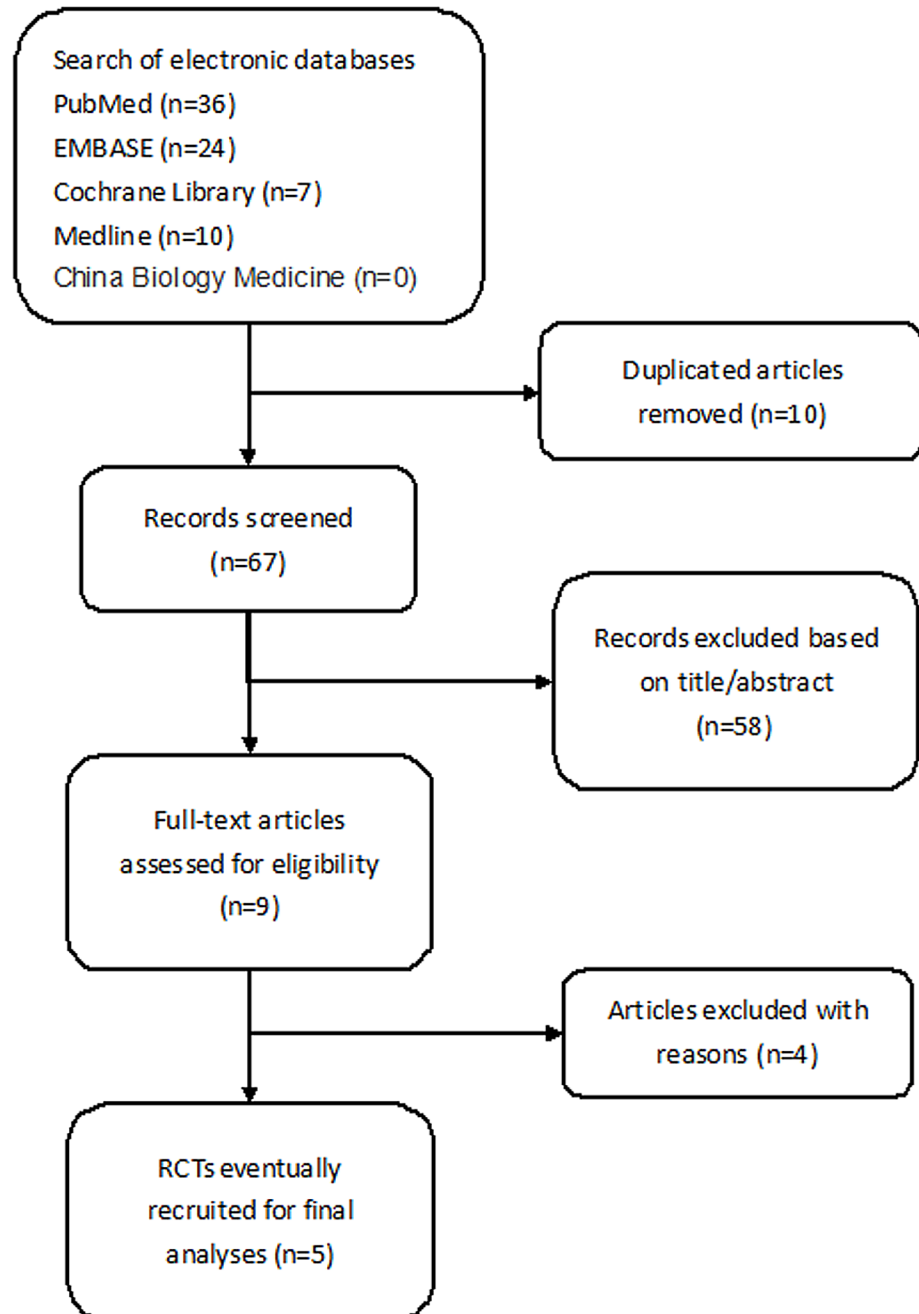 Search of electronic databases
PubMed (n=36)
EMBASE (n=24)
Cochrane Library (n=7)
Medline (n=10)
China Biology Medicine (n=0)
Duplicated articles
removed (n=10)
Records screened
(n=67)
Records excluded based
on title/abstract
(n=58)
Full-text articles
assessed for eligibility
(n=9)
Articles excluded with
reasons (n=4)
RCTs eventually
recruited for final
analyses (n=5)